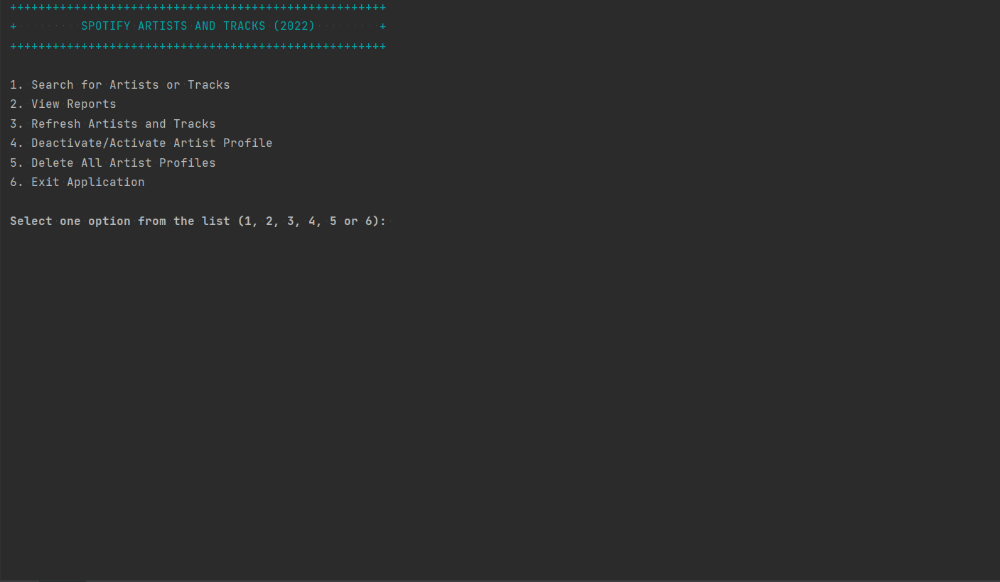 +++++++++++++++++++++++++++++++++++++++++++++++++++++
+         SPOTIFY ARTISTS AND TRACKS (2022)         +
+++++++++++++++++++++++++++++++++++++++++++++++++++++
1. Search for Artists or Tracks
2. View Reports
3. Refresh Artists and Tracks
4. Deactivate/Activate Artist Profile
5. Delete All Artist Profiles
6. Exit Application
Select one option from the list (1, 2, 3, 4, 5 or 6):